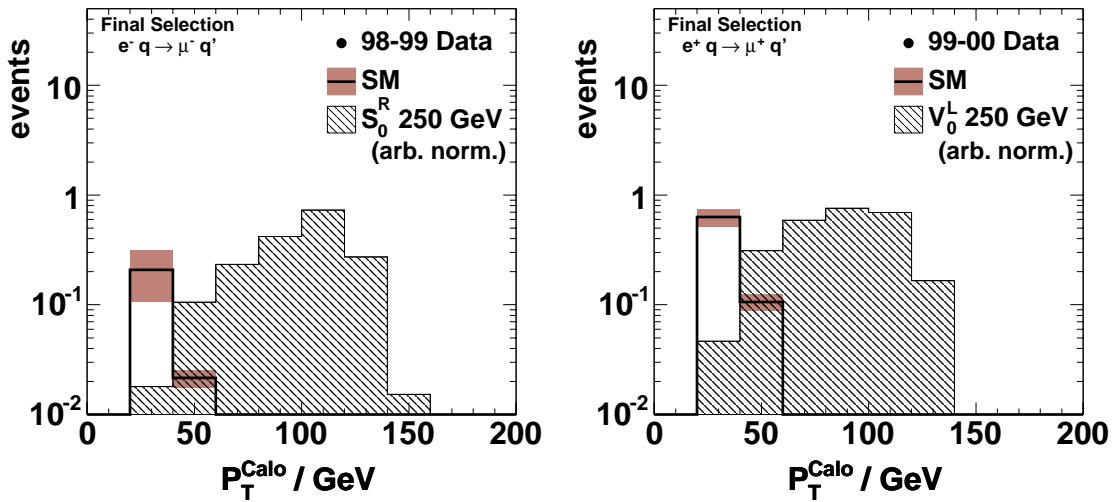 Final Selection
e⁻ q → μ⁻ q’
98-99 Data
SM
S₀ᴿ 250 GeV
(arb. norm.)
events
10
1
10⁻¹
10⁻²
0 50 100 150 200
P_T^Calo / GeV
Final Selection
e⁺ q → μ⁺ q’
99-00 Data
SM
V₀ᴸ 250 GeV
(arb. norm.)
events
10
1
10⁻¹
10⁻²
0 50 100 150 200
P_T^Calo / GeV